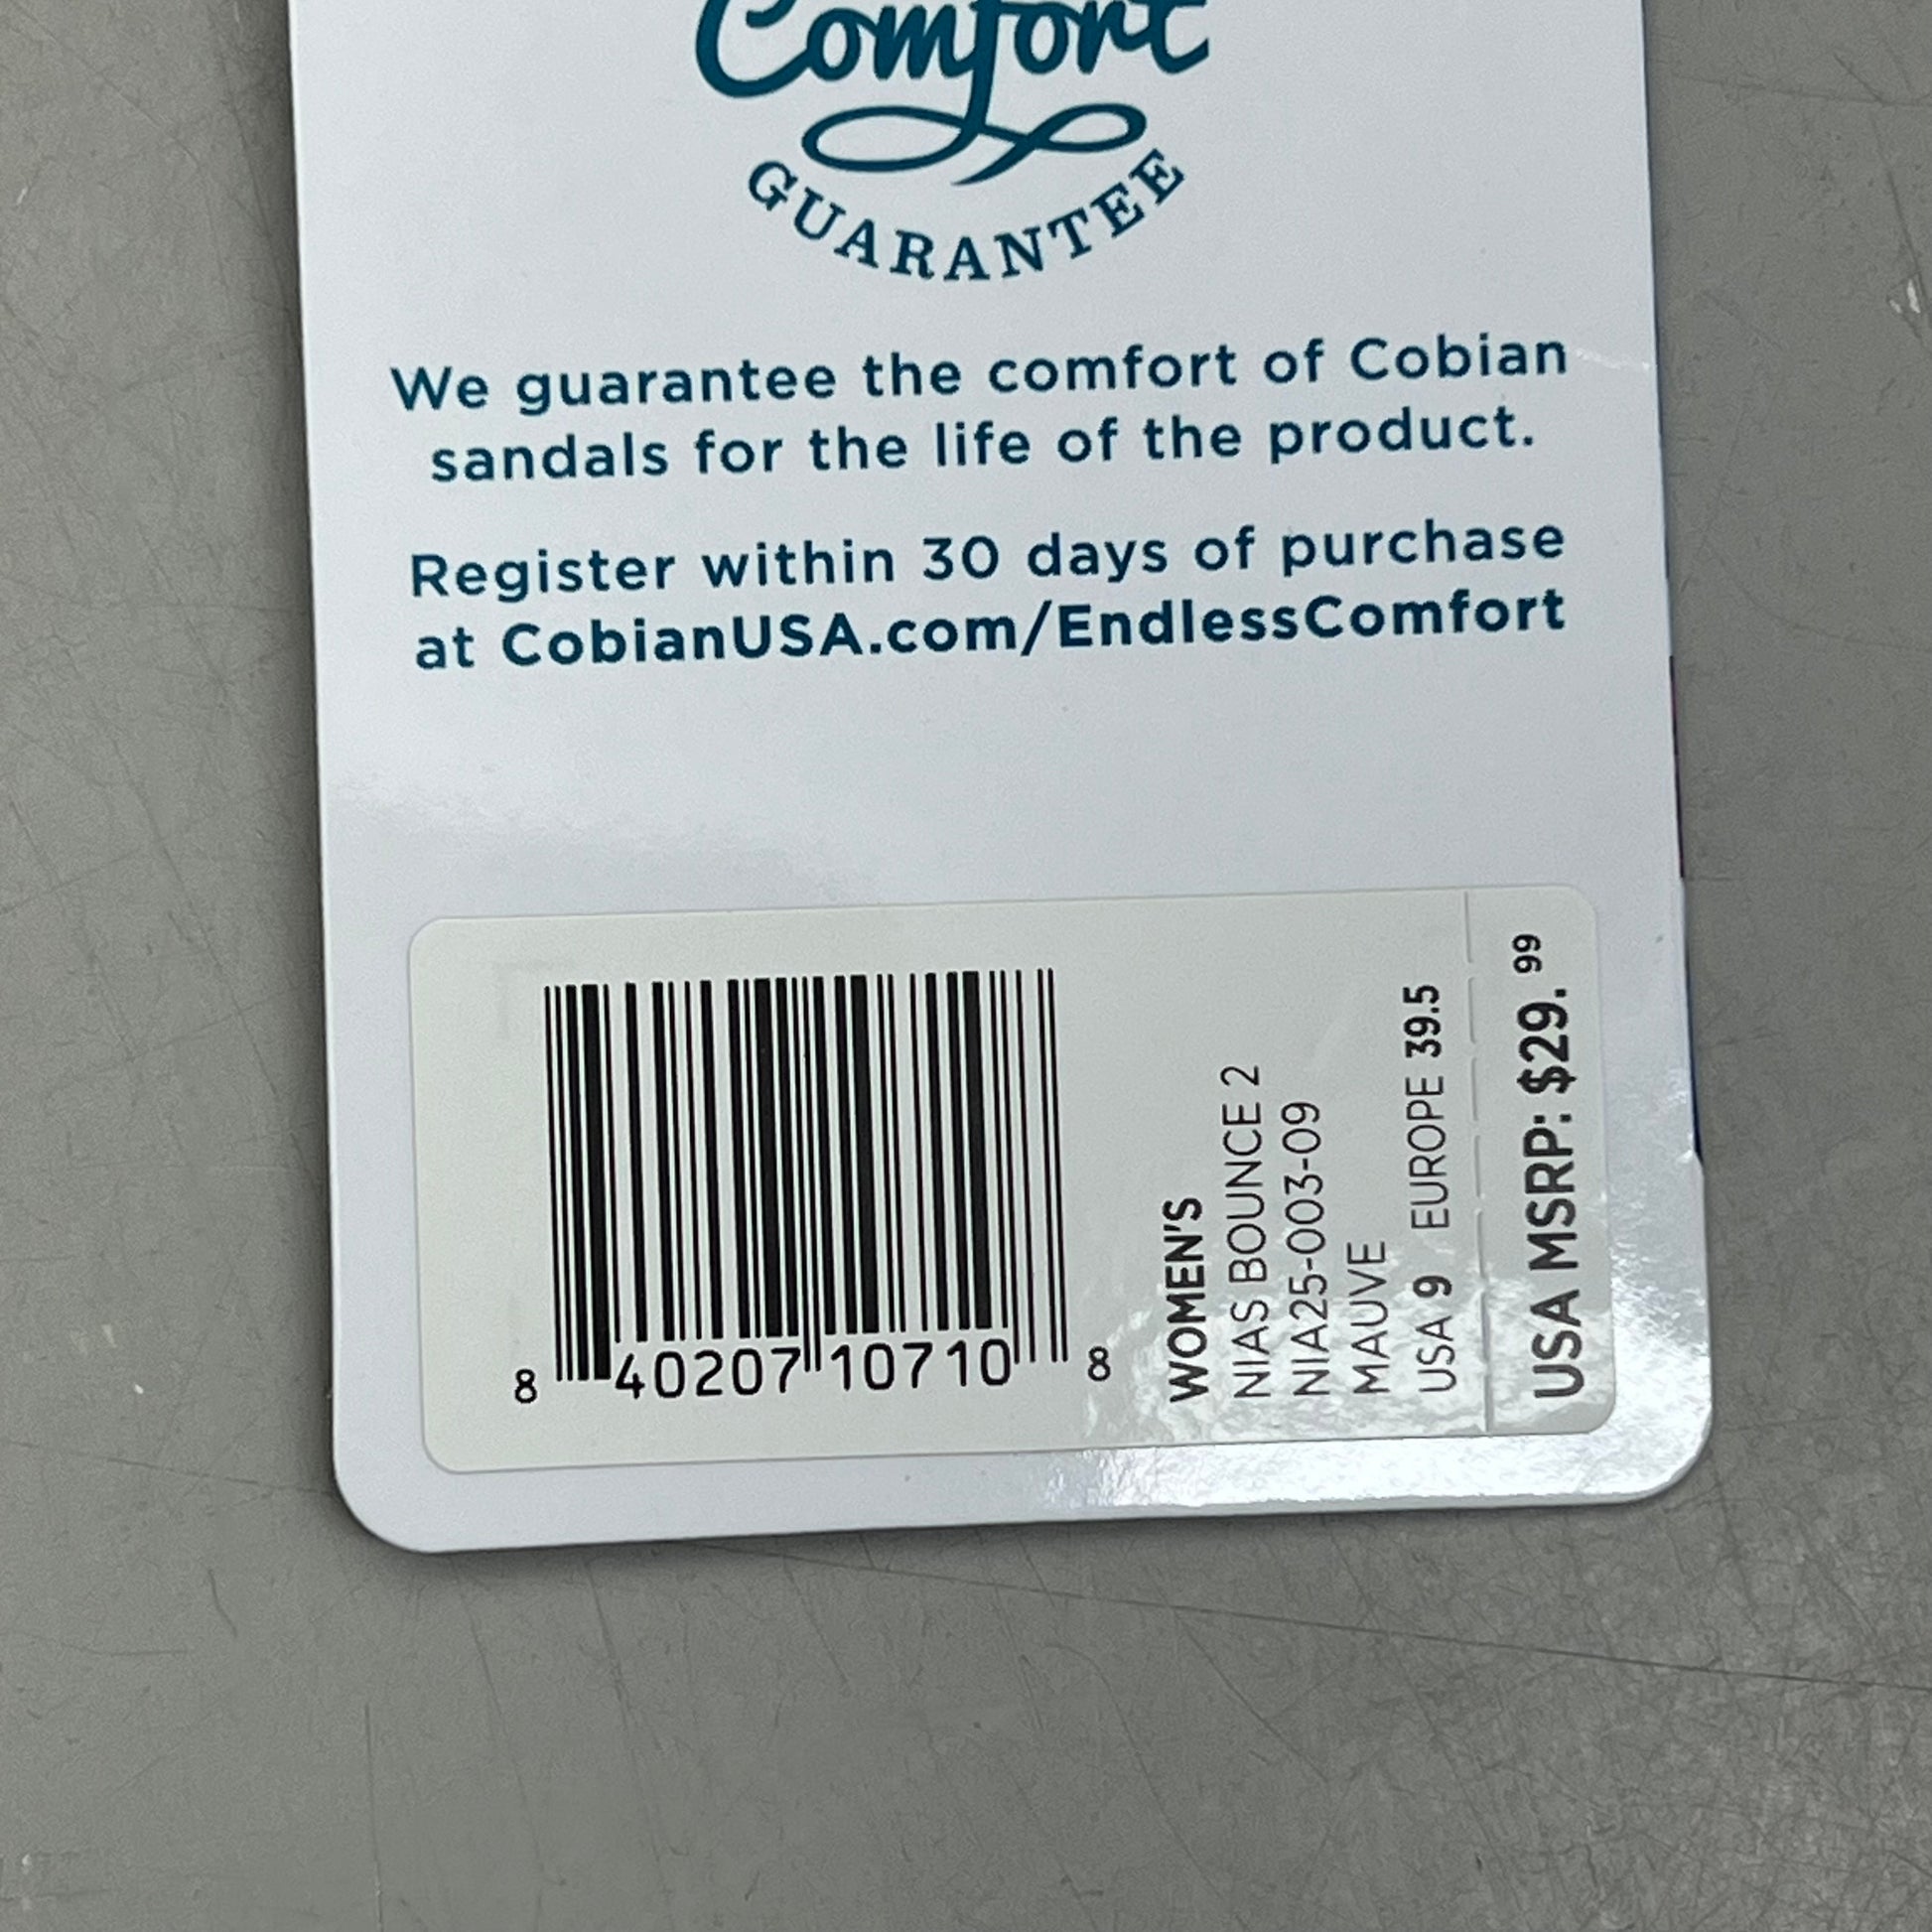 Comfort
GUARANTEE
We guarantee the comfort of Cobian
sandals for the life of the product.
Register within 30 days of purchase
at CobianUSA.com/EndlessComfort
8 40207 10710 8
WOMEN'S
NIAS BOUNCE 2
NIA25-003-09
MAUVE
USA 9 EUROPE 39.5
USA MSRP: $29.99